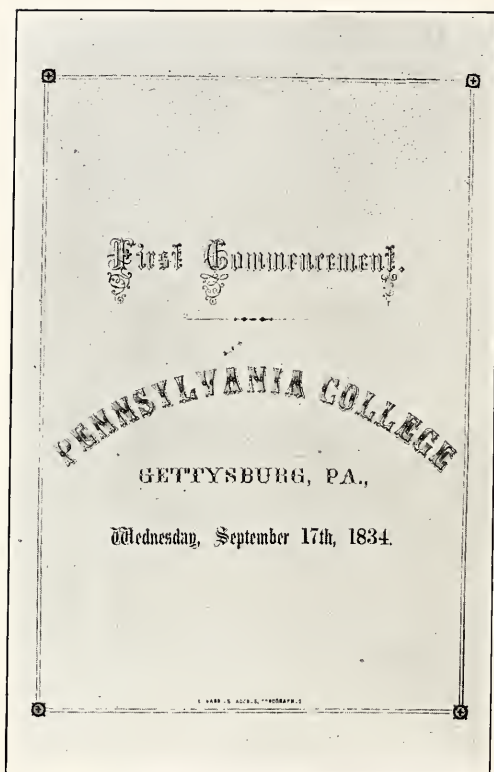 First Commencement.
PENNSYLVANIA COLLEGE
GETTYSBURG, PA.,
Wednesday, September 17th, 1834.